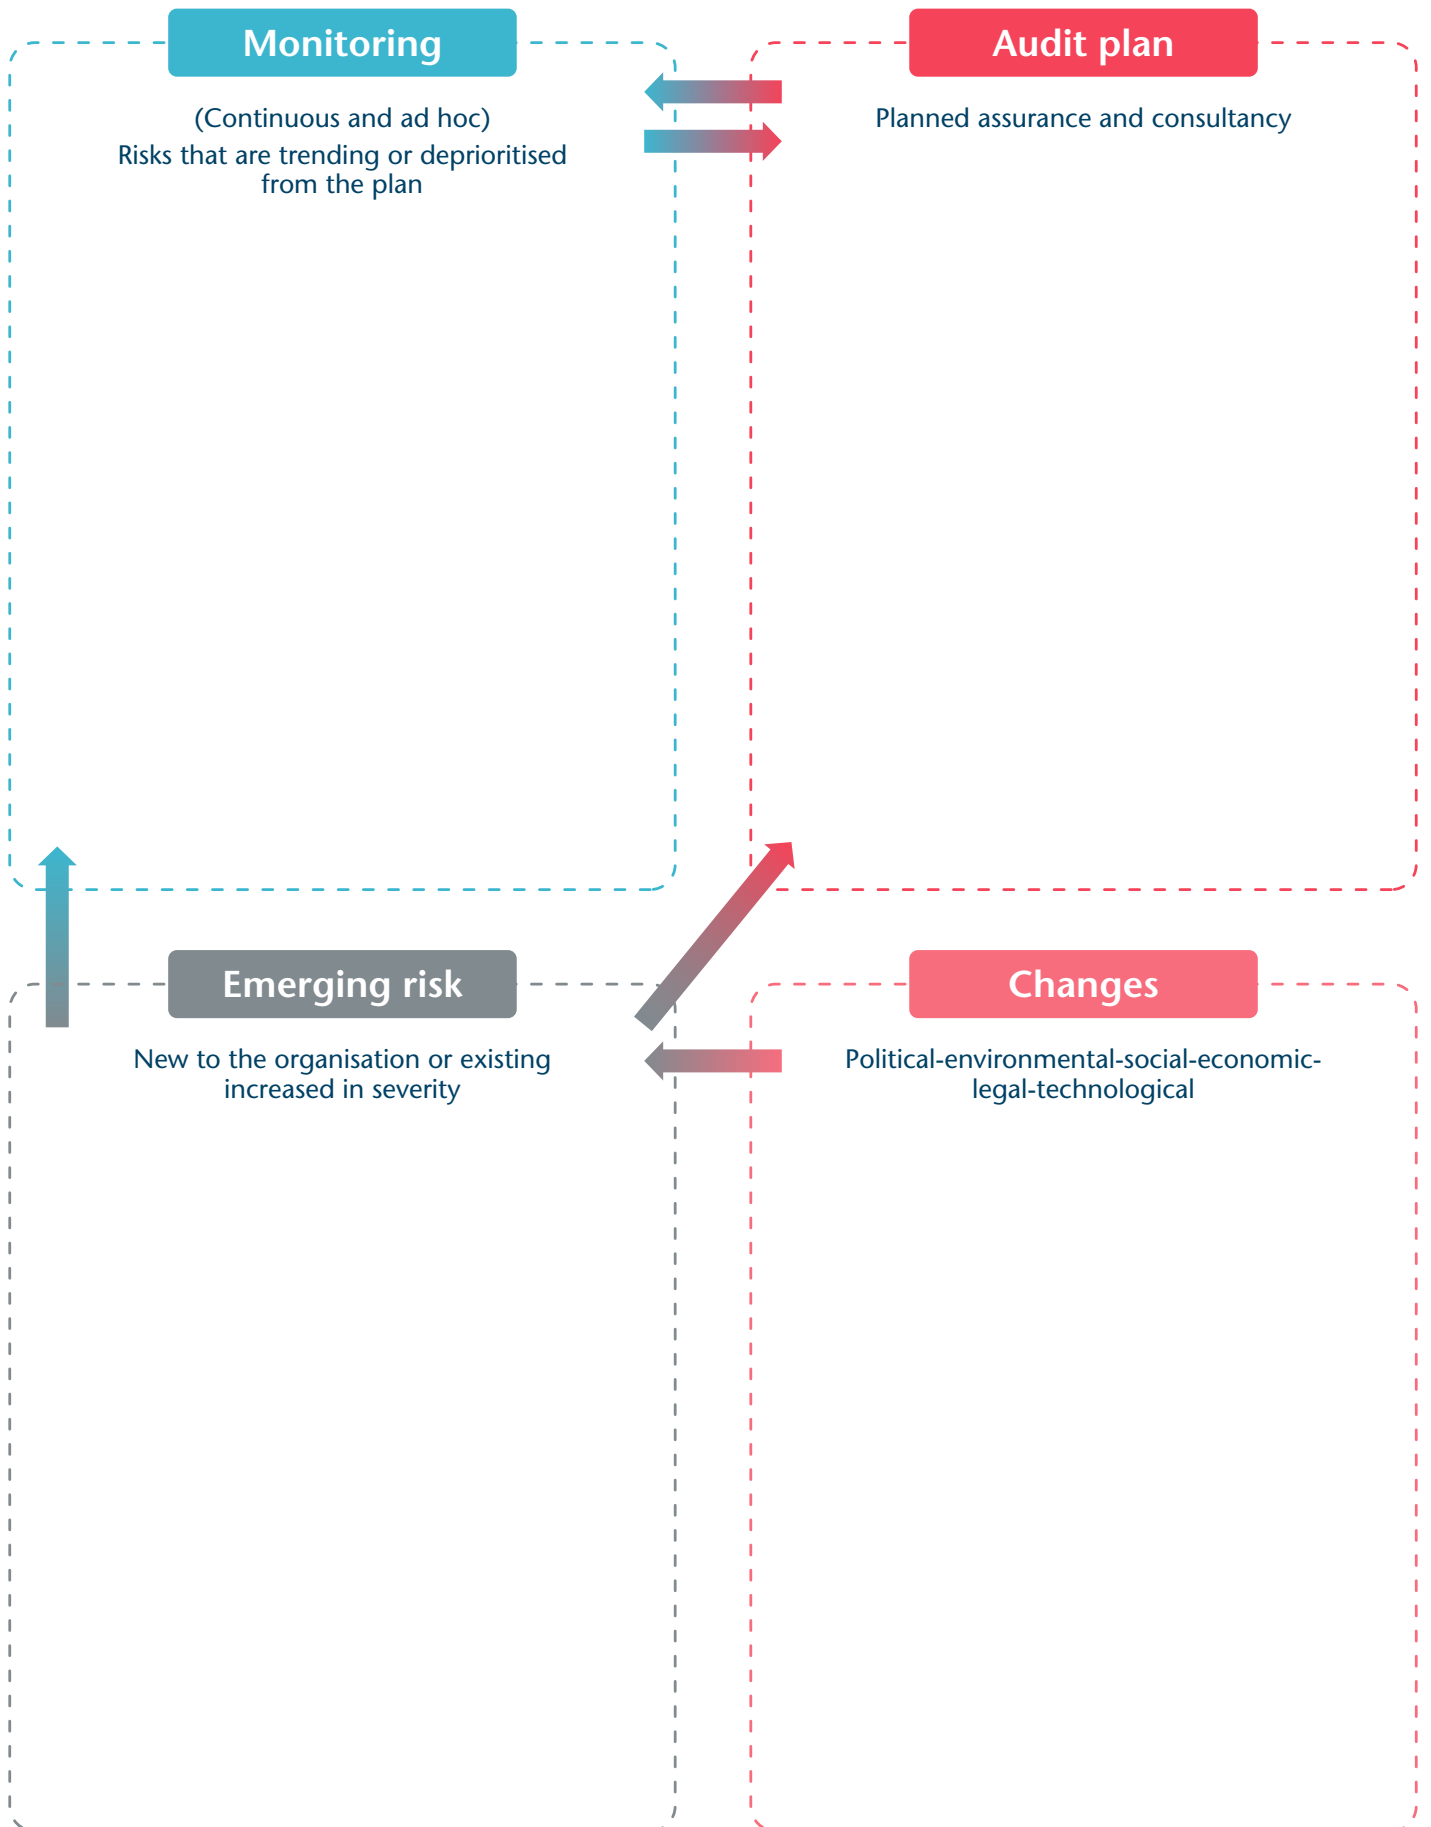 Monitoring
(Continuous and ad hoc)
Risks that are trending or deprioritised
from the plan
Audit plan
Planned assurance and consultancy
Emerging risk
New to the organisation or existing
increased in severity
Changes
Political-environmental-social-economic-
legal-technological